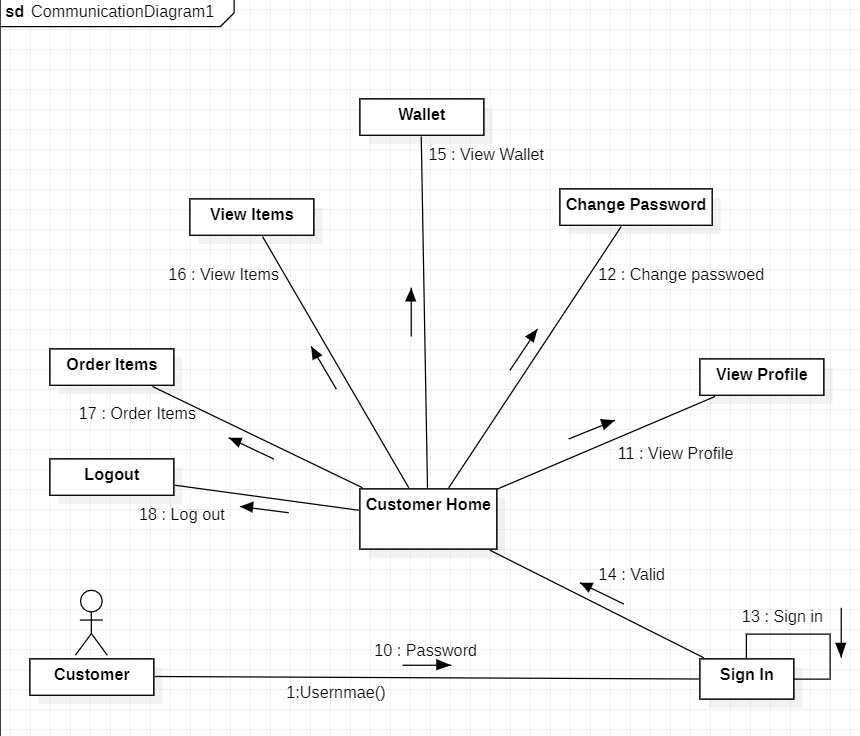 sd CommunicationDiagram1
Wallet
15 : View Wallet
View Items
Change Password
16 : View Items
12 : Change passwoed
Order Items
View Profile
17 : Order Items
11 : View Profile
Logout
Customer Home
18 : Log out
14 : Valid
13 : Sign in
10 : Password
Customer
Sign In
1:Usernmae()